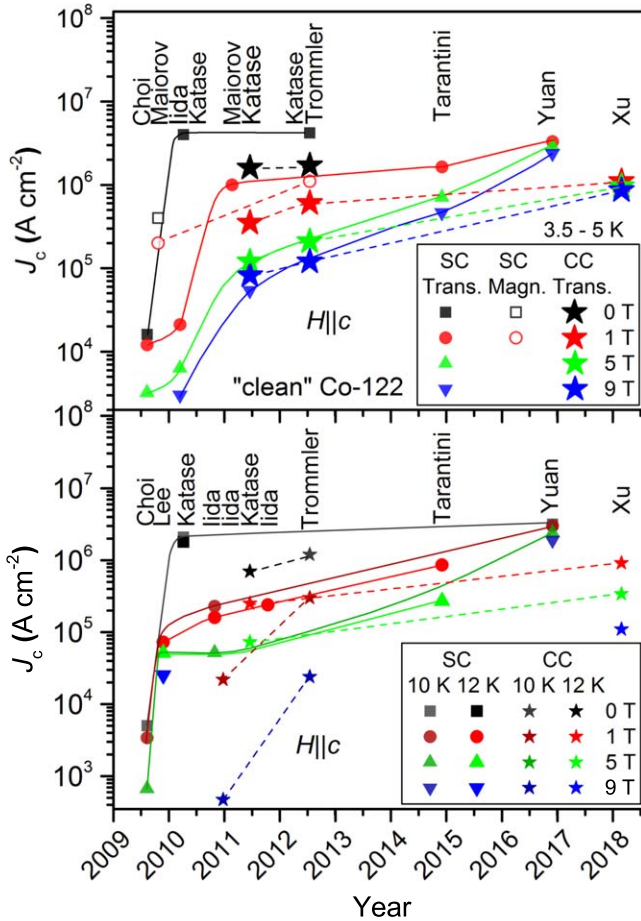 10^8
10^7
10^6
10^5
10^4
10^8
J_c (A cm^-2)
Choi
Maiorov
Iida
Katase
Maiorov
Katase
Katase
Trommler
Tarantini
Yuan
Xu
3.5 - 5 K
SC SC CC
Trans. Magn. Trans.
0 T
1 T
5 T
9 T
H||c
"clean" Co-122
10^7
10^6
10^5
10^4
10^3
J_c (A cm^-2)
Choi
Lee
Katase
Iida
Iida
Katase
Iida
Trommler
Tarantini
Yuan
Xu
SC CC
10 K 12 K 10 K 12 K
0 T
1 T
5 T
9 T
H||c
2009 2010 2011 2012 2013 2014 2015 2016 2017 2018
Year